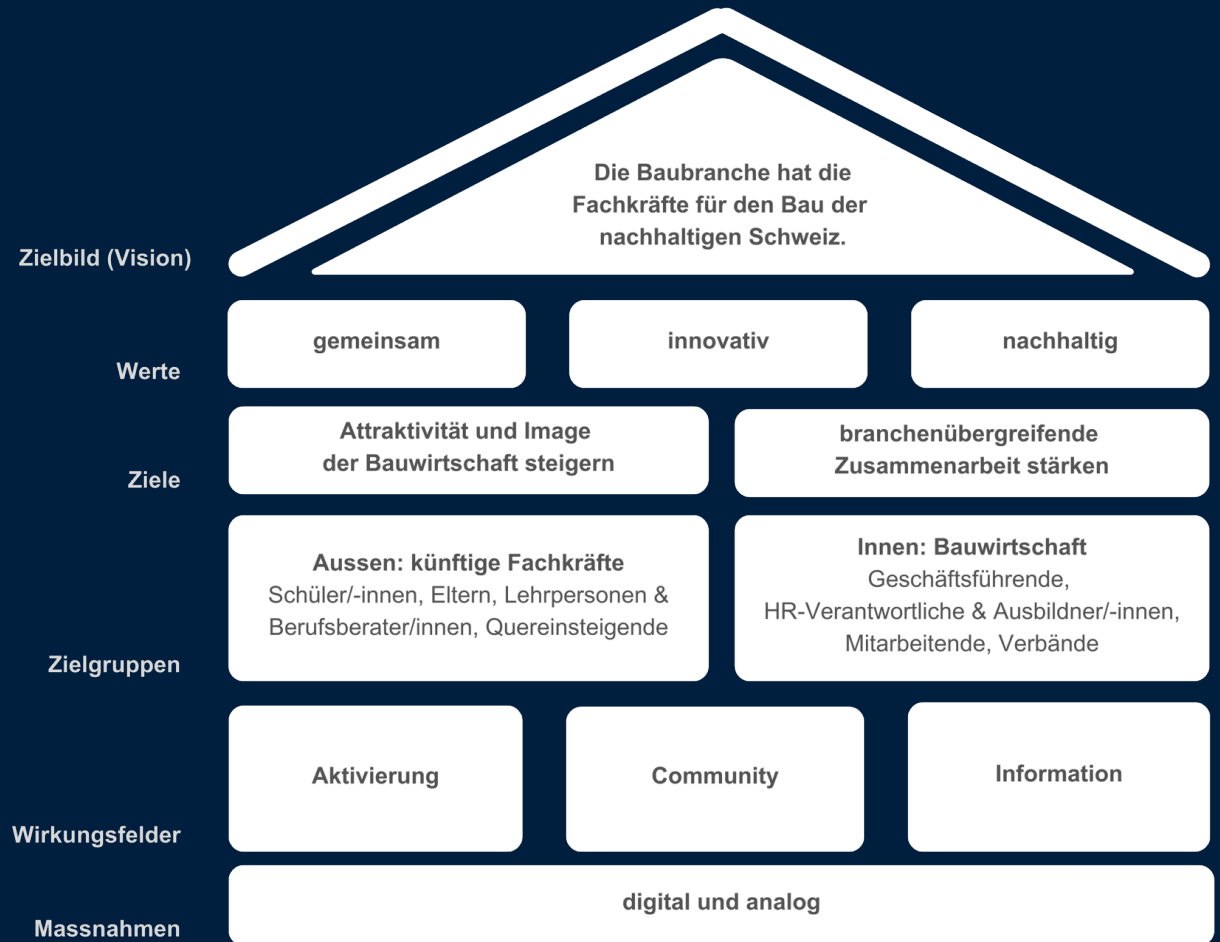 Die Baubranche hat die
Fachkräfte für den Bau der
nachhaltigen Schweiz.
Zielbild (Vision)
gemeinsam
innovativ
nachhaltig
Werte
Attraktivität und Image
der Bauwirtschaft steigern
branchenübergreifende
Zusammenarbeit stärken
Ziele
Aussen: künftige Fachkräfte
Schüler/-innen, Eltern, Lehrpersonen &
Berufsberater/innen, Quereinsteigende
Innen: Bauwirtschaft
Geschäftsführende,
HR-Verantwortliche & Ausbildner/-innen,
Mitarbeitende, Verbände
Zielgruppen
Aktivierung
Community
Information
Wirkungsfelder
digital und analog
Massnahmen